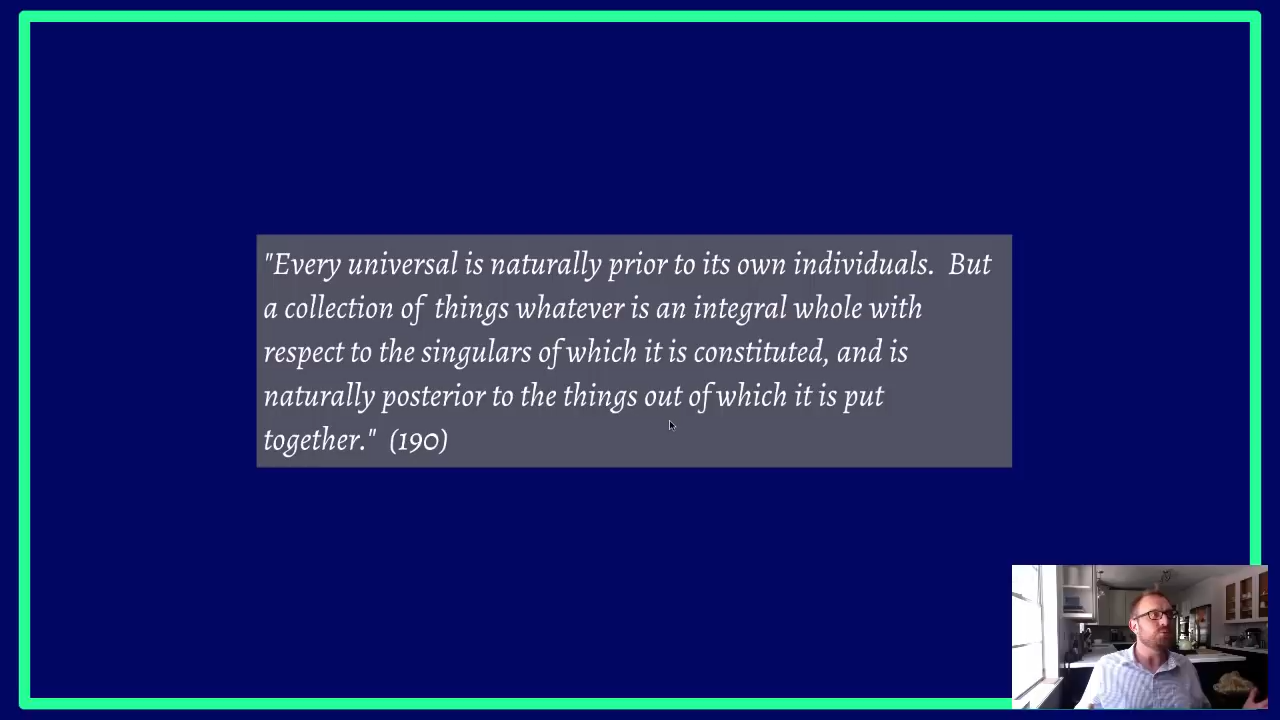 "Every universal is naturally prior to its own individuals.  But
a collection of things whatever is an integral whole with
respect to the singulars of which it is constituted, and is
naturally posterior to the things out of which it is put
together."  (190)